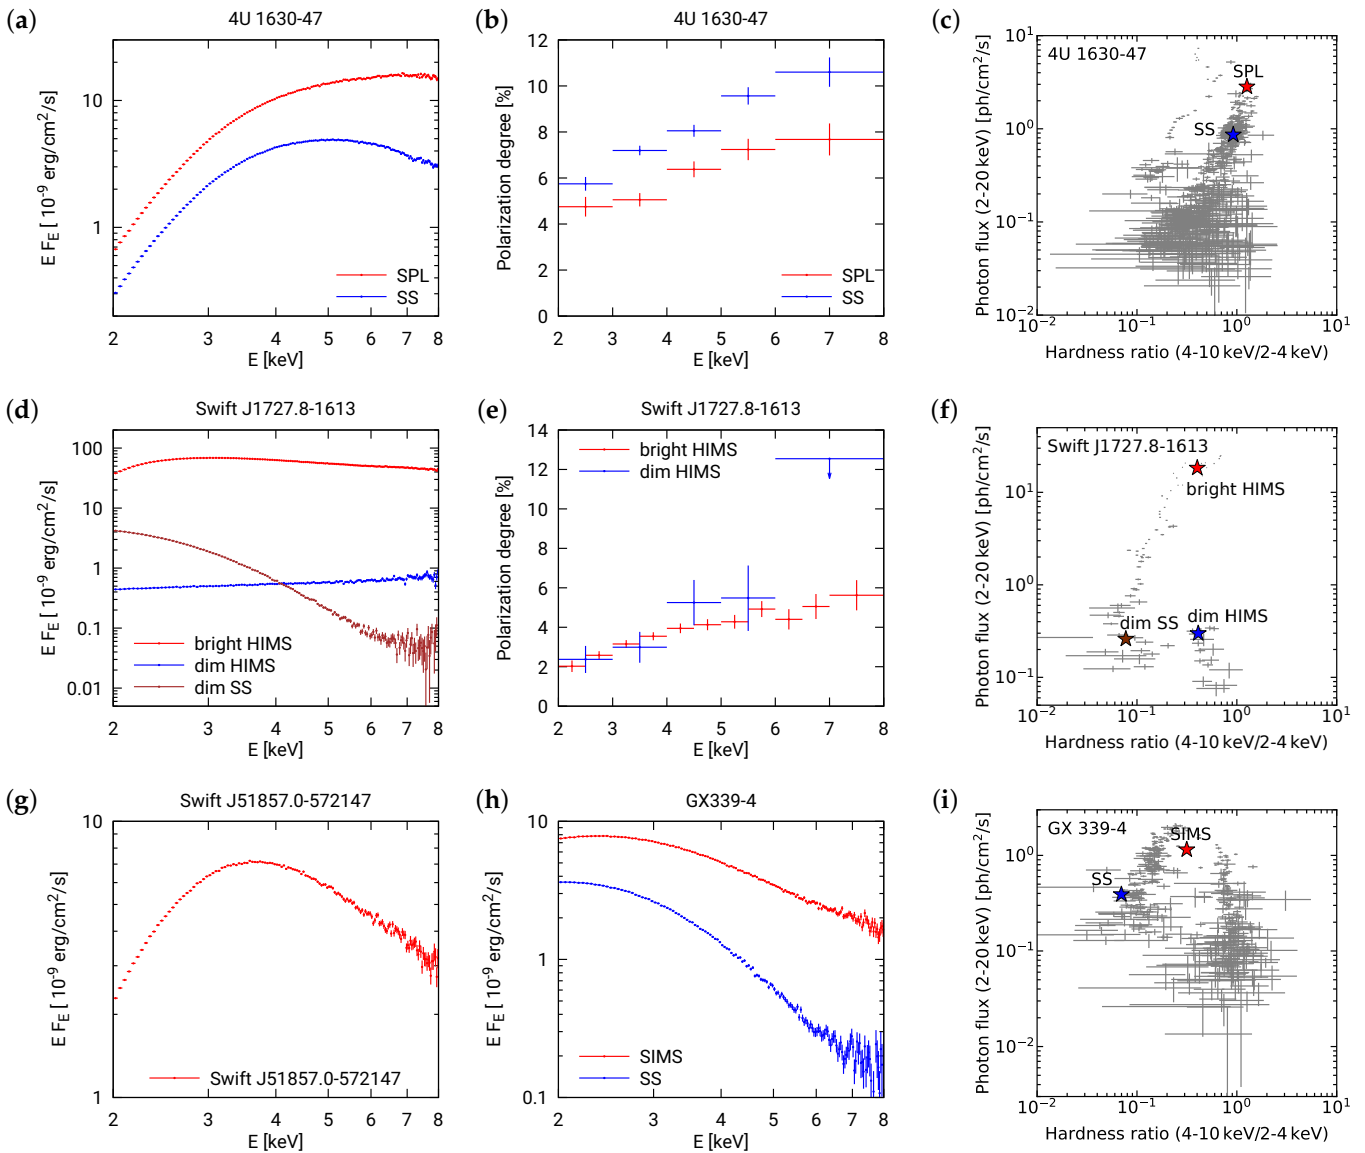 (a)
4U 1630-47
E F_E [ 10^-9 erg/cm^2/s]
10
1
SPL
SS
2 3 4 5 6 7 8
E [keV]
(b)
4U 1630-47
Polarization degree [%]
12
10
8
6
4
2
0
SPL
SS
2 3 4 5 6 7 8
E [keV]
(c)
4U 1630-47
Photon flux (2-20 keV) [ph/cm^2/s]
10^1
10^0
10^-1
10^-2
SPL
SS
10^-2 10^-1 10^0 10^1
Hardness ratio (4-10 keV/2-4 keV)
(d)
Swift J1727.8-1613
E F_E [ 10^-9 erg/cm^2/s]
100
10
1
0.1
0.01
bright HIMS
dim HIMS
dim SS
2 3 4 5 6 7 8
E [keV]
(e)
Swift J1727.8-1613
Polarization degree [%]
14
12
10
8
6
4
2
0
bright HIMS
dim HIMS
2 3 4 5 6 7 8
E [keV]
(f)
Swift J1727.8-1613
Photon flux (2-20 keV) [ph/cm^2/s]
10^1
10^0
10^-1
bright HIMS
dim SS
dim HIMS
10^-2 10^-1 10^0 10^1
Hardness ratio (4-10 keV/2-4 keV)
(g)
Swift J51857.0-572147
E F_E [ 10^-9 erg/cm^2/s]
10
1
Swift J51857.0-572147
2 3 4 5 6 7 8
E [keV]
(h)
GX339-4
E F_E [ 10^-9 erg/cm^2/s]
10
1
0.1
SIMS
SS
2 3 4 5 6 7 8
E [keV]
(i)
GX 339-4
Photon flux (2-20 keV) [ph/cm^2/s]
10^0
10^-1
10^-2
SIMS
SS
10^-2 10^-1 10^0 10^1
Hardness ratio (4-10 keV/2-4 keV)